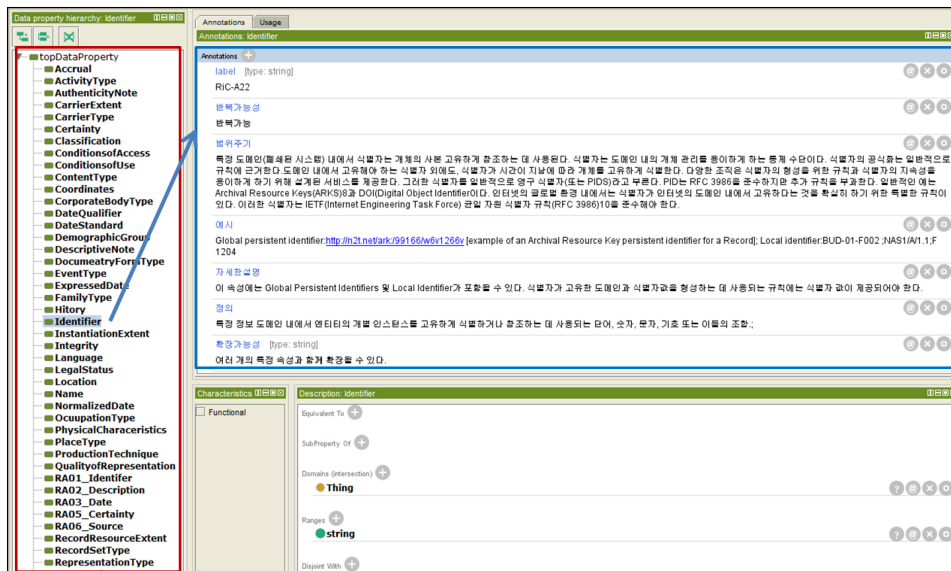 Data property hierarchy: Identifier
topDataProperty
Accrual
ActivityType
AuthenticityNote
CarrierExtent
CarrierType
Certainty
Classification
ConditionsofAccess
ConditionsofUse
ContentType
Coordinates
CorporateBodyType
DateQualifier
DateStandard
DemographicGroup
DescriptiveNote
DocumeatryFormType
EventType
ExpressedDate
FamilyType
Hitory
Identifier
InstantiationExtent
Integrity
Language
LegalStatus
Location
Name
NormalizedDate
OcuupationType
PhysicalCharaceristics
PlaceType
ProductionTechnique
QualityofRepresentation
RA01_Identifer
RA02_Description
RA03_Date
RA05_Certainty
RA06_Source
RecordResourceExtent
RecordSetType
RepresentationType
Annotations Usage
Annotations: Identifier
Annotations
label [type: string]
RiC-A22
반복가능성
반복가능
범위주기
특정 도메인(폐쇄된 시스템) 내에서 식별자는 개체의 사본 고유하게 참조하는 데 사용된다. 식별자는 도메인 내의 개체 관리를 용이하게 하는 통제 수단이다. 식별자의 공식화는 일반적으로
규칙에 근거한다.도메인 내에서 고유해야 하는 식별자 외에도, 식별자가 시간이 지남에 따라 개체를 고유하게 식별한다. 다양한 조직은 식별자의 형성을 위한 규칙과 식별자의 지속성을
용이하게 하기 위해 설계된 서비스를 제공한다. 그러한 식별자를 일반적으로 영구 식별자(또는 PIDS)라고 부른다. PID는 RFC 3986을 준수하지만 추가 규칙을 부과한다. 일반적인 예는
Archival Resource Keys(ARKS)8과 DOI(Digital Object Identifier0)다. 인터넷의 글로벌 환경 내에서는 식별자가 인터넷의 도메인 내에서 고유하다는 것을 확실히 하기 위한 특별한 규칙이
있다. 이러한 식별자는 IETF(Internet Engineering Task Force) 균일 자원 식별자 규칙(RFC 3986)10을 준수해야 한다.
예시
Global persistent identifier:http://n2t.net/ark:/99166/w6v1266v [example of an Archival Resource Key persistent identifier for a Record]; Local identifier:BUD-01-F002 ;NAS1/A/1.1;F
1204
자세한설명
이 속성에는 Global Persistent Identifiers 및 Local Identifier가 포함될 수 있다. 식별자가 고유한 도메인과 식별자값을 형성하는 데 사용되는 규칙에는 식별자 값이 제공되어야 한다.
정의
특정 정보 도메인 내에서 엔티티의 개별 인스턴스를 고유하게 식별하거나 참조하는 데 사용되는 단어, 숫자, 문자, 기호 또는 이들의 조합.;
확장가능성 [type: string]
여러 개의 특정 속성과 함께 확장될 수 있다.
Characteristics
Functional
Description: Identifier
Equivalent To
SubProperty Of
Domains (intersection)
Thing
Ranges
string
Disjoint With